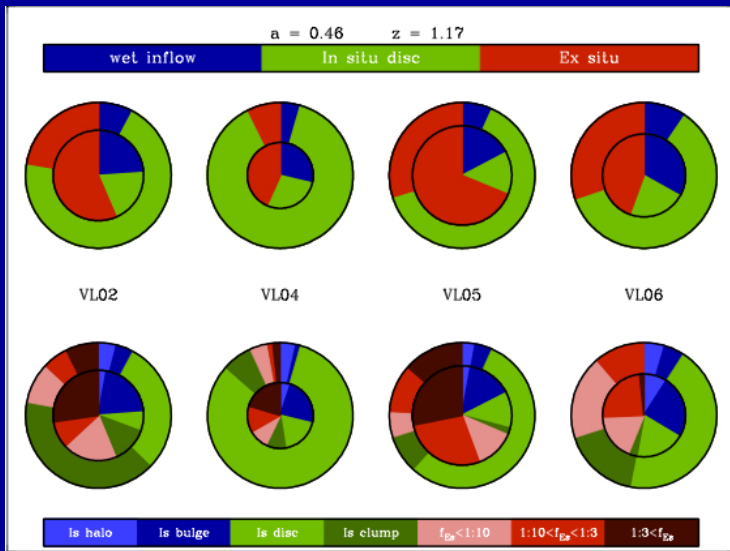 a = 0.46 z = 1.17
wet inflow In situ disc Ex situ
VL02 VL04 VL05 VL06
Is halo Is bulge Is disc Is clump f_Es<1:10 1:10<f_Es<1:3 1:3<f_Es